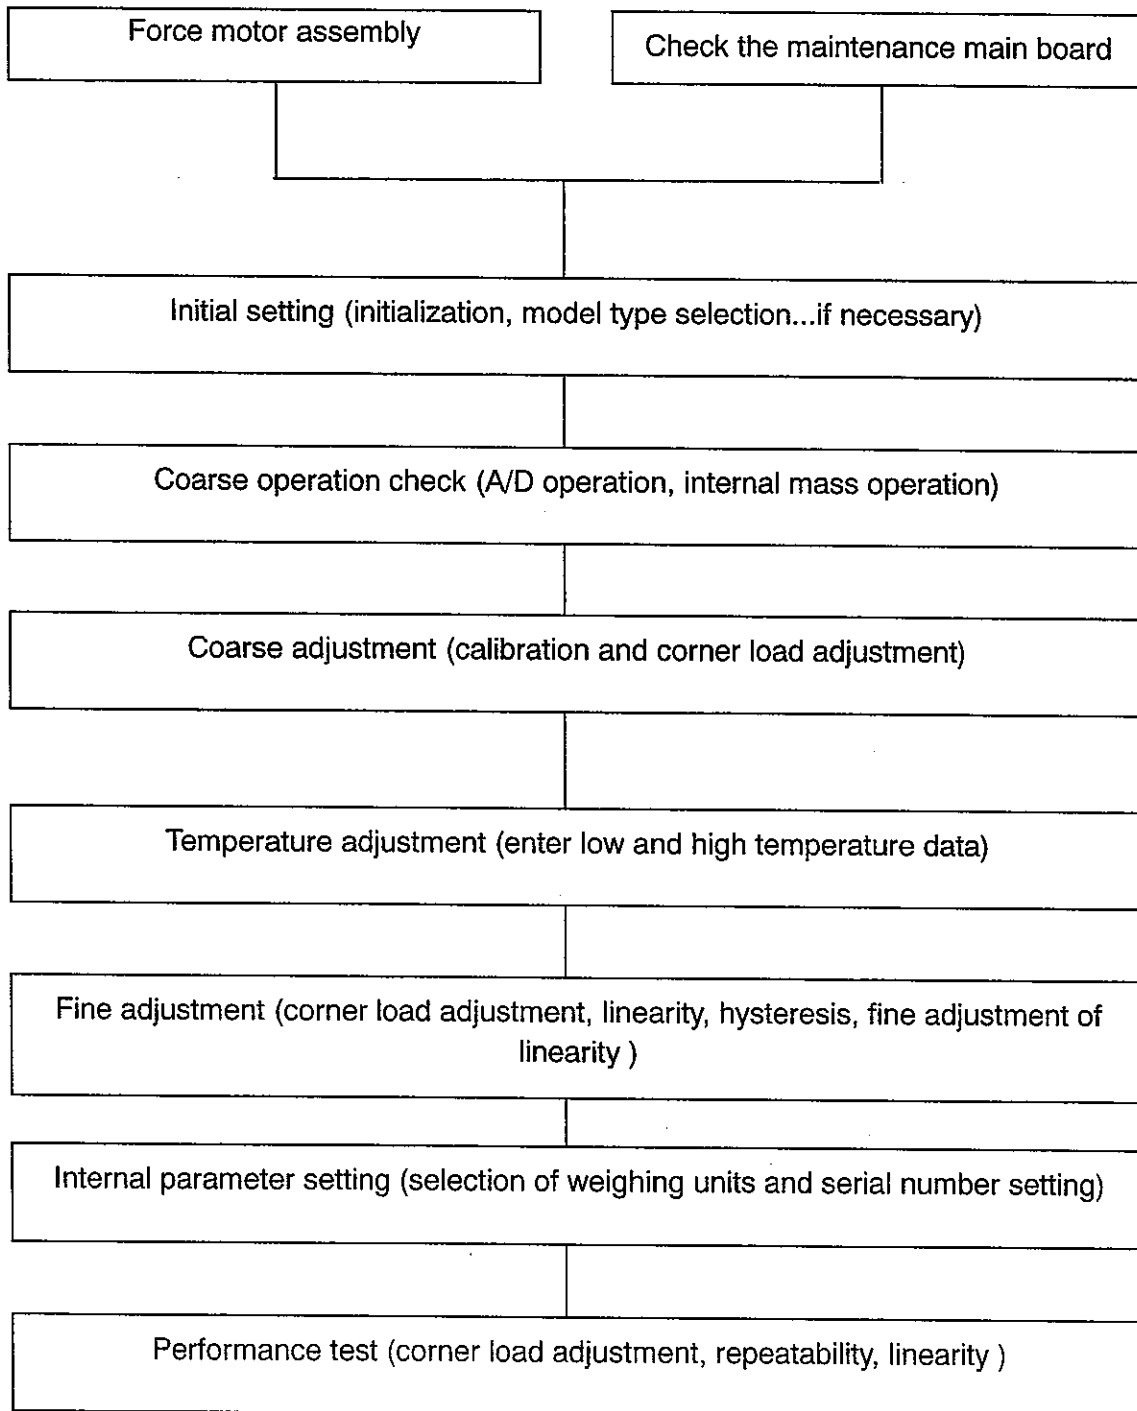 Force motor assembly
Check the maintenance main board
Initial setting (initialization, model type selection...if necessary)
Coarse operation check (A/D operation, internal mass operation)
Coarse adjustment (calibration and corner load adjustment)
Temperature adjustment (enter low and high temperature data)
Fine adjustment (corner load adjustment, linearity, hysteresis, fine adjustment of
linearity )
Internal parameter setting (selection of weighing units and serial number setting)
Performance test (corner load adjustment, repeatability, linearity )